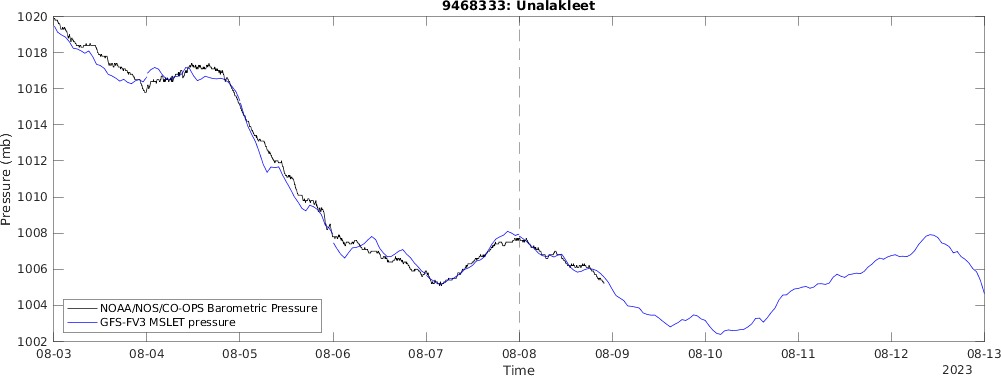 9468333: Unalakleet
1020
1018
1016
1014
1012
1010
1008
1006
1004
1002
Pressure (mb)
NOAA/NOS/CO-OPS Barometric Pressure
GFS-FV3 MSLET pressure
08-03 08-04 08-05 08-06 08-07 08-08 08-09 08-10 08-11 08-12 08-13
Time
2023